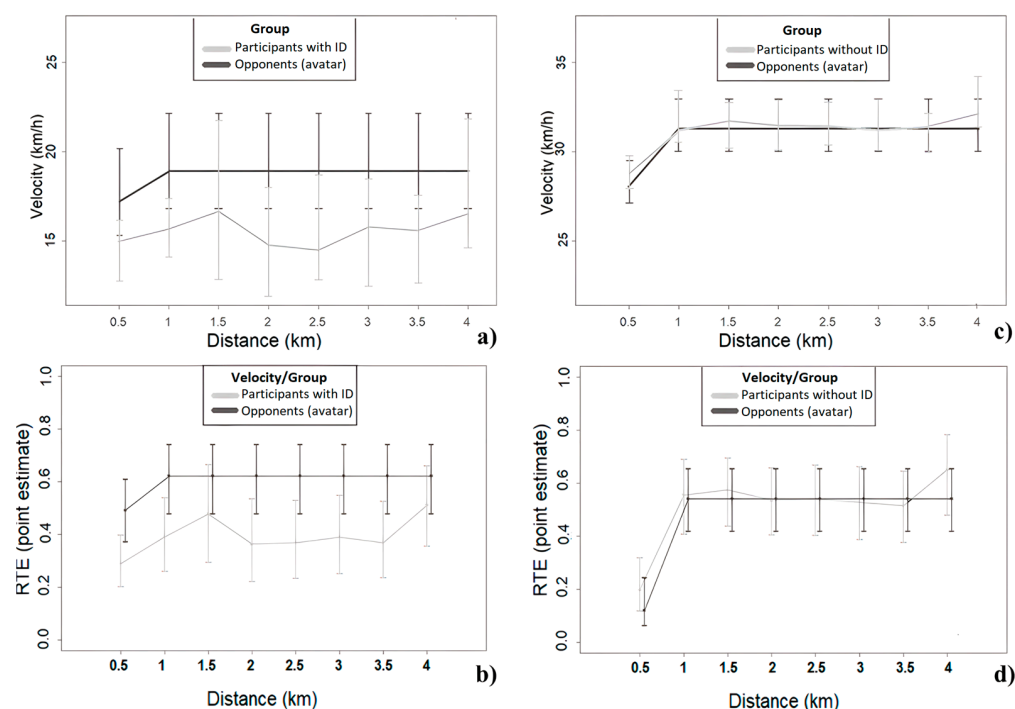 Group
Participants with ID
Opponents (avatar)
Velocity (km/h)
25
20
15
0.5 1 1.5 2 2.5 3 3.5 4
Distance (km)
a)
Group
Participants without ID
Opponents (avatar)
Velocity (km/h)
35
30
25
0.5 1 1.5 2 2.5 3 3.5 4
Distance (km)
c)
Velocity/Group
Participants with ID
Opponents (avatar)
RTE (point estimate)
1.0
0.8
0.6
0.4
0.2
0.0
0.5 1 1.5 2 2.5 3 3.5 4
Distance (km)
b)
Velocity/Group
Participants without ID
Opponents (avatar)
RTE (point estimate)
1.0
0.8
0.6
0.4
0.2
0.0
0.5 1 1.5 2 2.5 3 3.5 4
Distance (km)
d)